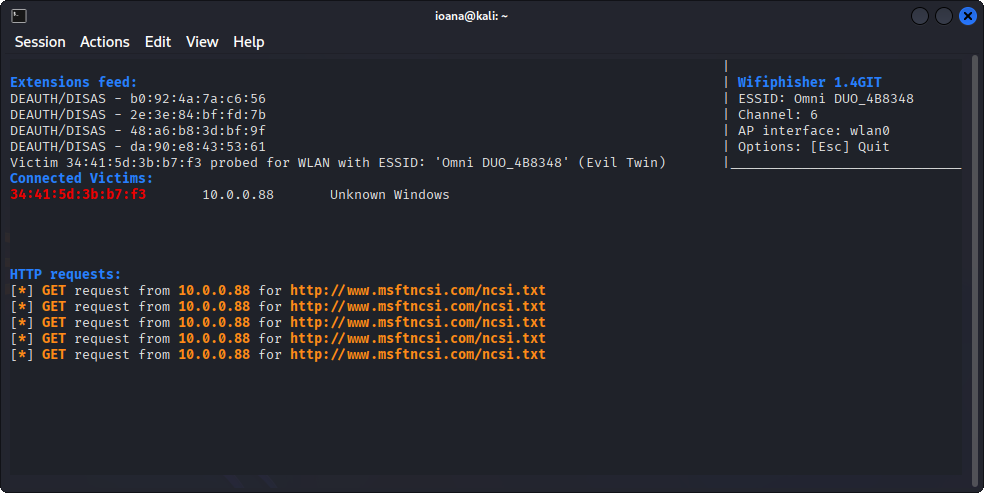 ioana@kali: ~
Session Actions Edit View Help
Extensions feed:
DEAUTH/DISAS - b0:92:4a:7a:c6:56
DEAUTH/DISAS - 2e:3e:84:bf:fd:7b
DEAUTH/DISAS - 48:a6:b8:3d:bf:9f
DEAUTH/DISAS - da:90:e8:43:53:61
Victim 34:41:5d:3b:b7:f3 probed for WLAN with ESSID: 'Omni DUO_4B8348' (Evil Twin)
Wifiphisher 1.4GIT
ESSID: Omni DUO_4B8348
Channel: 6
AP interface: wlan0
Options: [Esc] Quit
Connected Victims:
34:41:5d:3b:b7:f3 10.0.0.88 Unknown Windows
HTTP requests:
[*] GET request from 10.0.0.88 for http://www.msftncsi.com/ncsi.txt
[*] GET request from 10.0.0.88 for http://www.msftncsi.com/ncsi.txt
[*] GET request from 10.0.0.88 for http://www.msftncsi.com/ncsi.txt
[*] GET request from 10.0.0.88 for http://www.msftncsi.com/ncsi.txt
[*] GET request from 10.0.0.88 for http://www.msftncsi.com/ncsi.txt